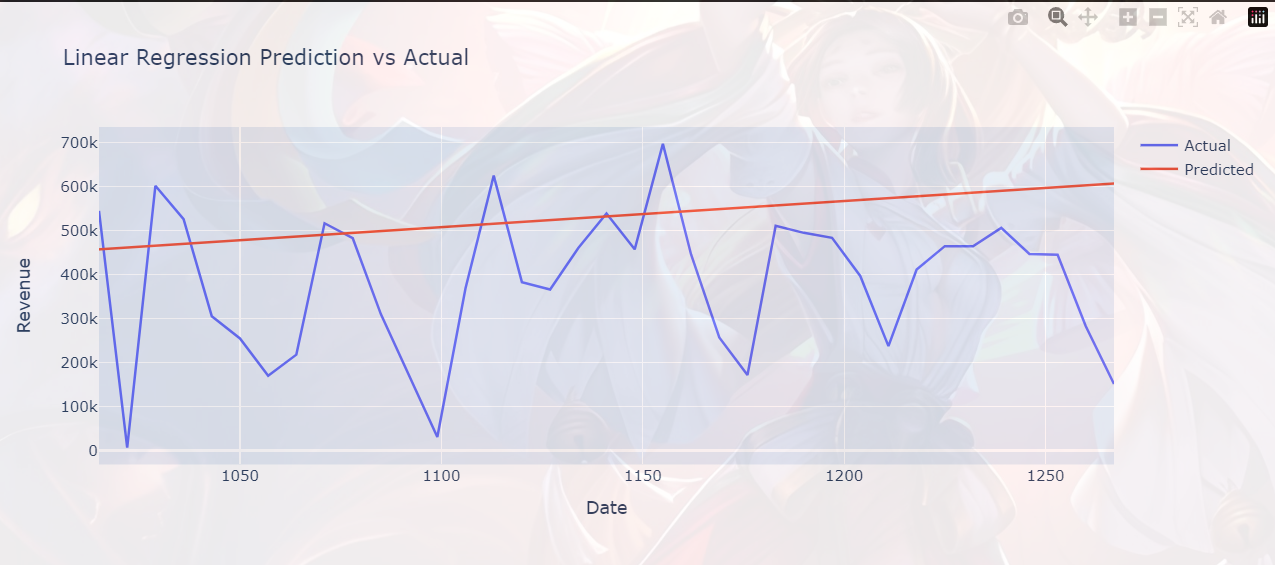 Linear Regression Prediction vs Actual
Actual
Predicted
700k
600k
500k
400k
300k
200k
100k
0
Revenue
1050
1100
1150
1200
1250
Date